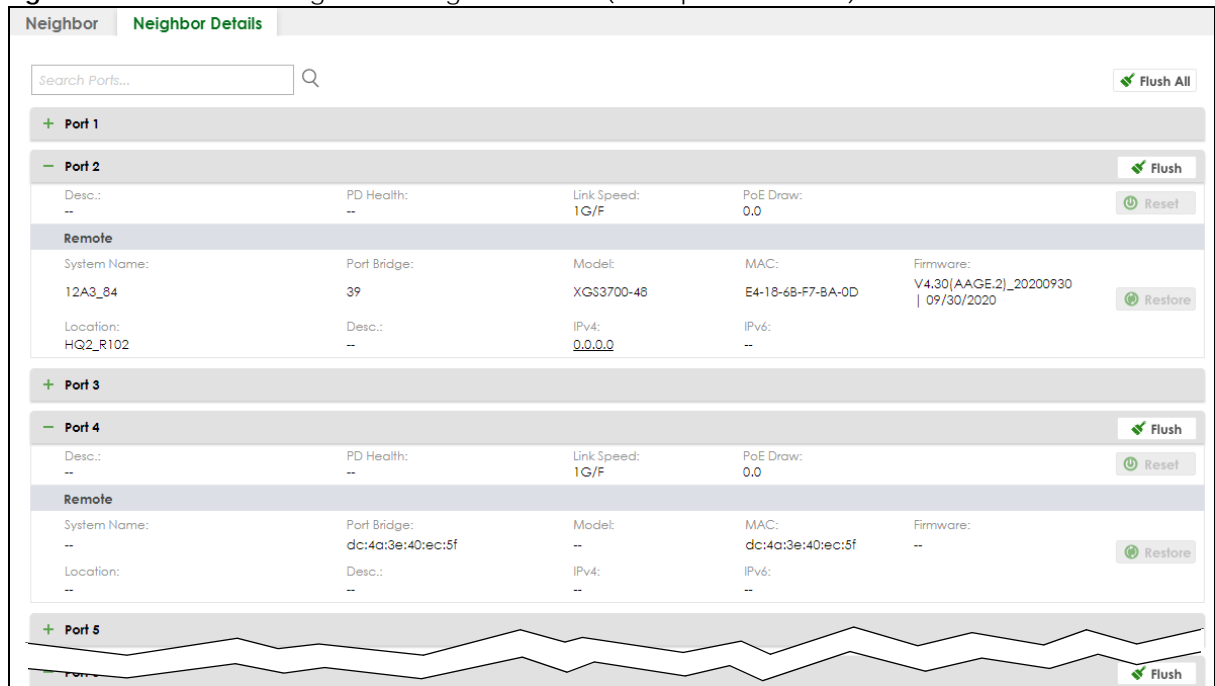 Neighbor Neighbor Details
Search Ports... Flush All
+ Port 1
− Port 2 Flush
Desc.: PD Health: Link Speed: PoE Draw:
-- -- 1G/F 0.0 Reset
Remote
System Name: Port Bridge: Model: MAC: Firmware:
12A3_84 39 XGS3700-48 E4-18-6B-F7-BA-0D V4.30(AAGE.2)_20200930
| 09/30/2020 Restore
Location: Desc.: IPv4: IPv6:
HQ2_R102 -- 0.0.0.0 --
+ Port 3
− Port 4 Flush
Desc.: PD Health: Link Speed: PoE Draw:
-- -- 1G/F 0.0 Reset
Remote
System Name: Port Bridge: Model: MAC: Firmware:
-- dc:4a:3e:40:ec:5f -- dc:4a:3e:40:ec:5f -- Restore
Location: Desc.: IPv4: IPv6:
-- -- -- --
+ Port 5
Flush